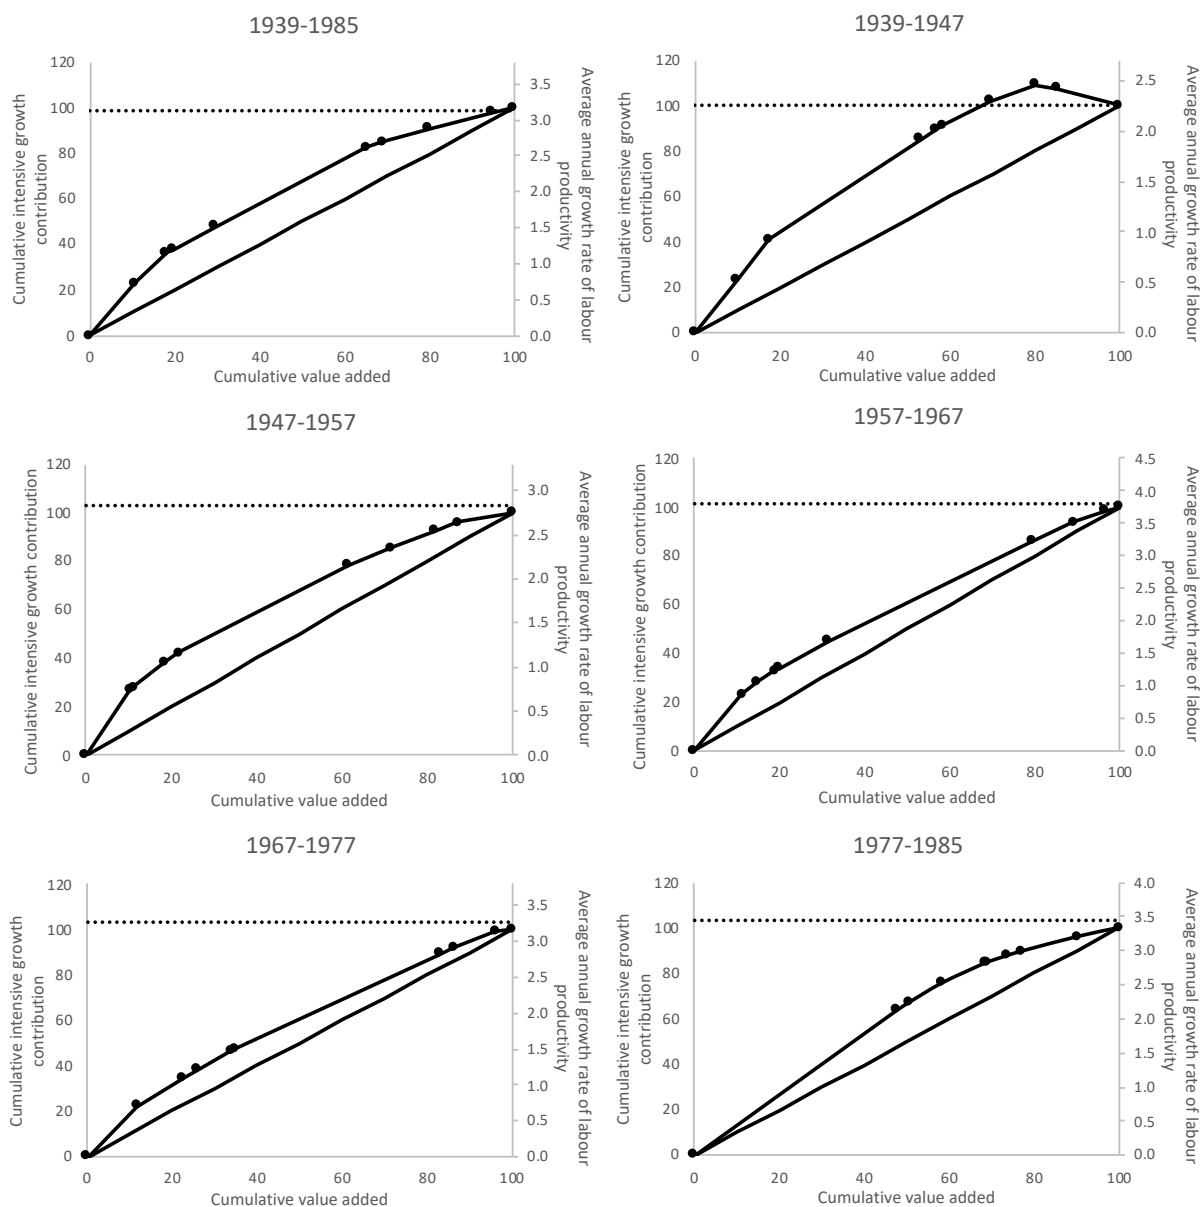 1939-1985
Cumulative intensive growth
contribution
120
100
80
60
40
20
0
0 20 40 60 80 100
Cumulative value added
3.5
3.0
2.5
2.0
1.5
1.0
0.5
0.0
Average annual growth rate of labour
productivity
1939-1947
Cumulative intensive growth
contribution
120
100
80
60
40
20
0
0 20 40 60 80 100
Cumulative value added
2.5
2.0
1.5
1.0
0.5
0.0
Average annual growth rate of labour
productivity
1947-1957
Cumulative intensive growth contribution
120
100
80
60
40
20
0
0 20 40 60 80 100
Cumulative value added
3.0
2.5
2.0
1.5
1.0
0.5
0.0
Average annual growth rate of labour
productivity
1957-1967
Cumulative intensive growth contribution
120
100
80
60
40
20
0
0 20 40 60 80 100
Cumulative value added
4.5
4.0
3.5
3.0
2.5
2.0
1.5
1.0
0.5
0.0
Average annual growth rate of labour
productivity
1967-1977
Cumulative intensive growth
contribution
120
100
80
60
40
20
0
0 20 40 60 80 100
Cumulative value added
3.5
3.0
2.5
2.0
1.5
1.0
0.5
0.0
Average annual growth rate of labour
productivity
1977-1985
Cumulative intensive growth
contribution
120
100
80
60
40
20
0
0 20 40 60 80 100
Cumulative value added
4.0
3.5
3.0
2.5
2.0
1.5
1.0
0.5
0.0
Average annual growth rate of labour
productivity